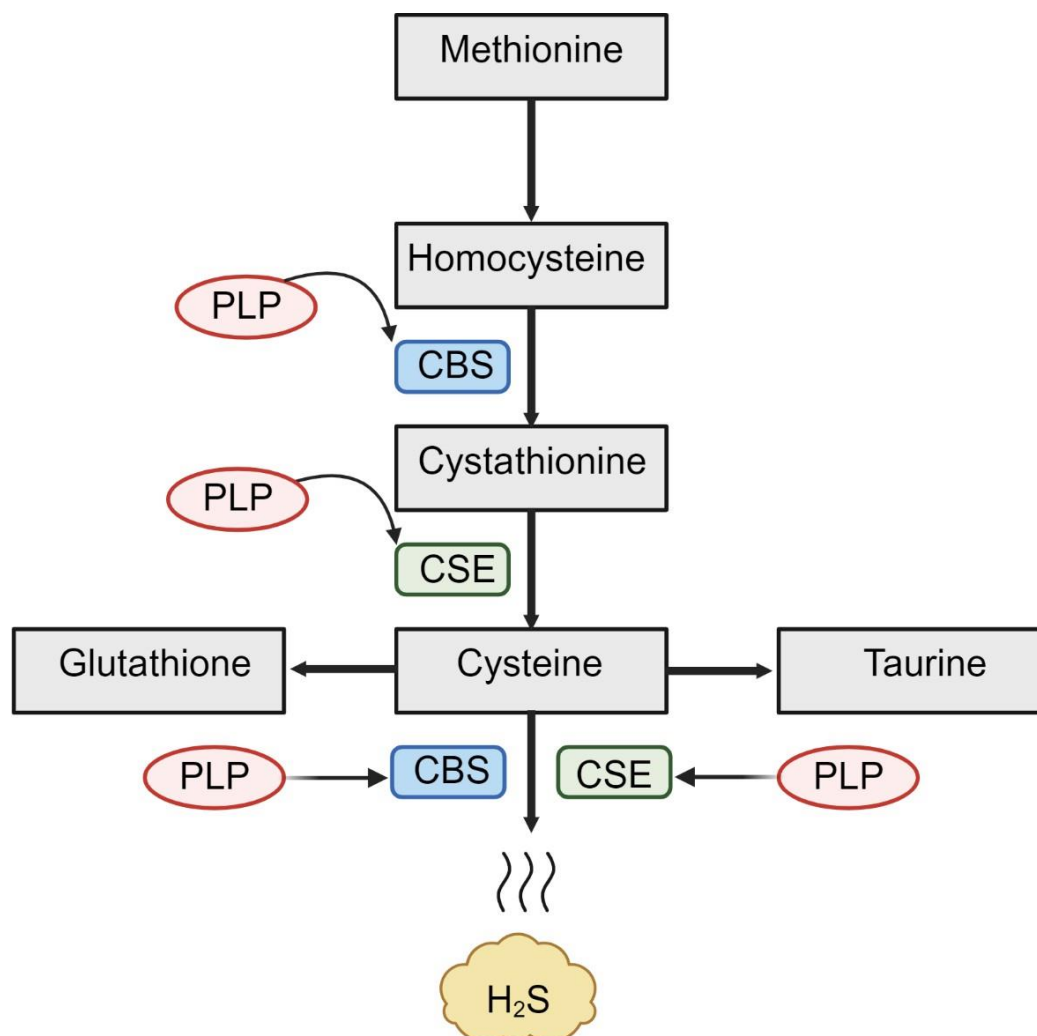 Methionine
Homocysteine
PLP
CBS
Cystathionine
PLP
CSE
Glutathione
Cysteine
Taurine
PLP
CBS
CSE
PLP
H₂S